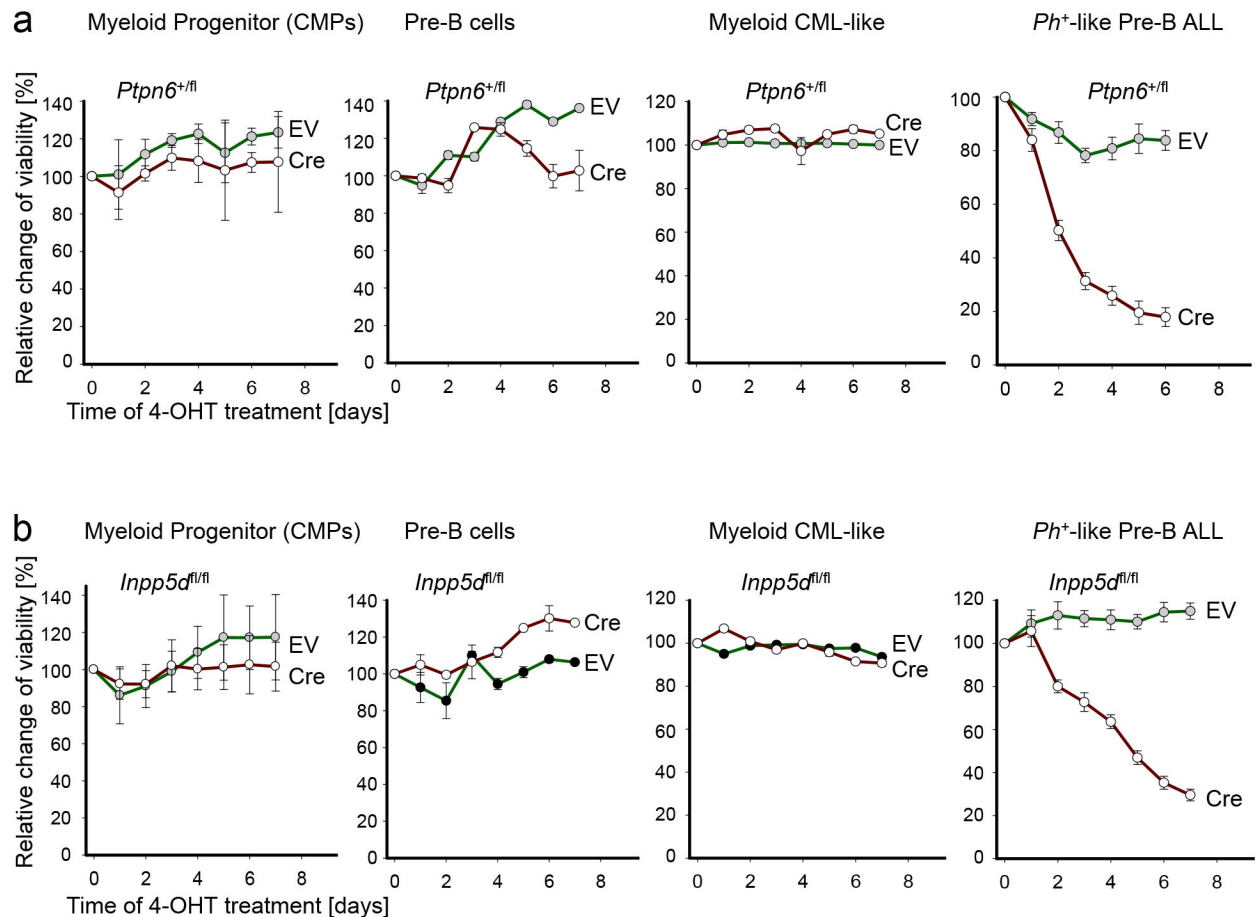 a
Myeloid Progenitor (CMPs)
Pre-B cells
Myeloid CML-like
Ph⁺-like Pre-B ALL
Relative change of viability [%]
Ptpn6⁺/ᶠˡ
140
120
100
80
60
40
20
0
EV
Cre
0 2 4 6 8
Ptpn6⁺/ᶠˡ
140
120
100
80
60
40
20
0
EV
Cre
0 2 4 6 8
Ptpn6⁺/ᶠˡ
120
100
80
60
40
20
0
Cre
EV
0 2 4 6 8
Ptpn6⁺/ᶠˡ
100
80
60
40
20
0
EV
Cre
0 2 4 6 8
Time of 4-OHT treatment [days]
b
Myeloid Progenitor (CMPs)
Pre-B cells
Myeloid CML-like
Ph⁺-like Pre-B ALL
Relative change of viability [%]
Inpp5dᶠˡ/ᶠˡ
140
120
100
80
60
40
20
0
EV
Cre
0 2 4 6 8
Inpp5dᶠˡ/ᶠˡ
140
120
100
80
60
40
20
0
Cre
EV
0 2 4 6 8
Inpp5dᶠˡ/ᶠˡ
120
100
80
60
40
20
0
EV
Cre
0 2 4 6 8
Inpp5dᶠˡ/ᶠˡ
120
100
80
60
40
20
0
EV
Cre
0 2 4 6 8
Time of 4-OHT treatment [days]